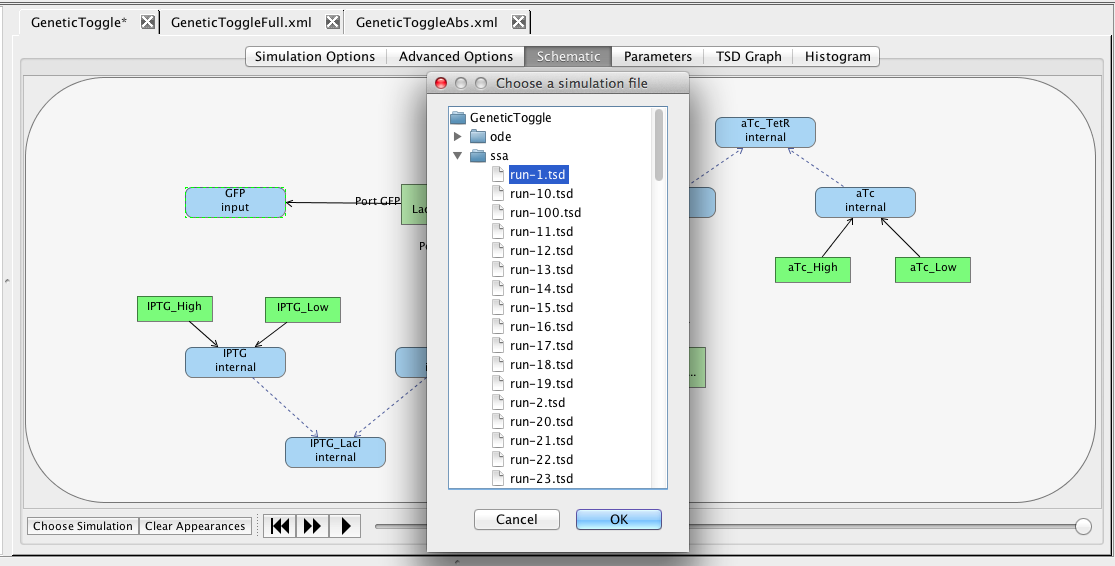 GeneticToggle*
GeneticToggleFull.xml
GeneticToggleAbs.xml
Simulation Options
Advanced Options
Schematic
Parameters
TSD Graph
Histogram
Choose a simulation file
GeneticToggle
ode
ssa
run-1.tsd
run-10.tsd
run-100.tsd
run-11.tsd
run-12.tsd
run-13.tsd
run-14.tsd
run-15.tsd
run-16.tsd
run-17.tsd
run-18.tsd
run-19.tsd
run-2.tsd
run-20.tsd
run-21.tsd
run-22.tsd
run-23.tsd
Cancel
OK
GFP
input
Port GFP
IPTG_High
IPTG_Low
IPTG
internal
IPTG_LacI
internal
aTc_TetR
internal
aTc
internal
aTc_High
aTc_Low
Choose Simulation
Clear Appearances